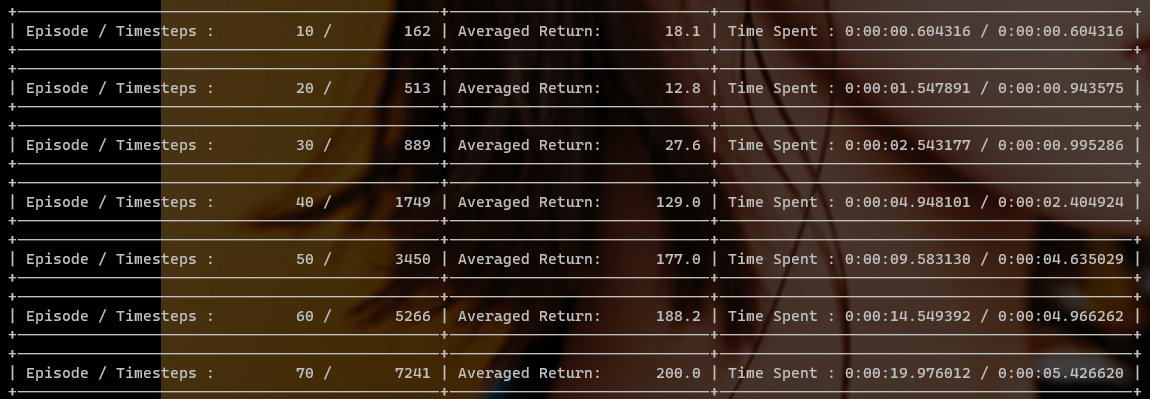 | Episode / Timesteps :         10 /        162 | Averaged Return:       18.1 | Time Spent : 0:00:00.604316 / 0:00:00.604316 |
| Episode / Timesteps :         20 /        513 | Averaged Return:       12.8 | Time Spent : 0:00:01.547891 / 0:00:00.943575 |
| Episode / Timesteps :         30 /        889 | Averaged Return:       27.6 | Time Spent : 0:00:02.543177 / 0:00:00.995286 |
| Episode / Timesteps :         40 /       1749 | Averaged Return:      129.0 | Time Spent : 0:00:04.948101 / 0:00:02.404924 |
| Episode / Timesteps :         50 /       3450 | Averaged Return:      177.0 | Time Spent : 0:00:09.583130 / 0:00:04.635029 |
| Episode / Timesteps :         60 /       5266 | Averaged Return:      188.2 | Time Spent : 0:00:14.549392 / 0:00:04.966262 |
| Episode / Timesteps :         70 /       7241 | Averaged Return:      200.0 | Time Spent : 0:00:19.976012 / 0:00:05.426620 |